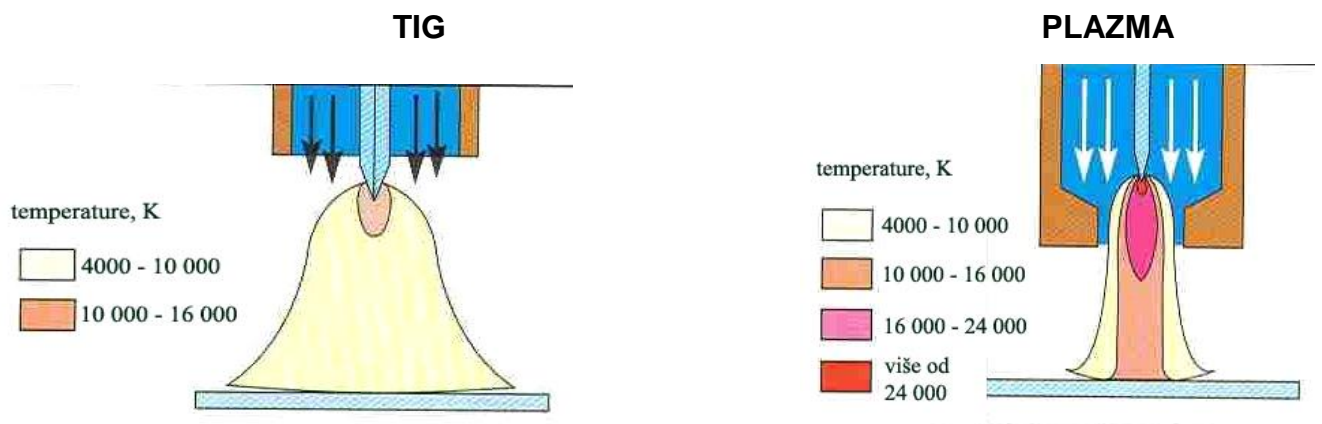 TIG
temperature, K
4000 - 10 000
10 000 - 16 000
PLAZMA
temperature, K
4000 - 10 000
10 000 - 16 000
16 000 - 24 000
više od
24 000